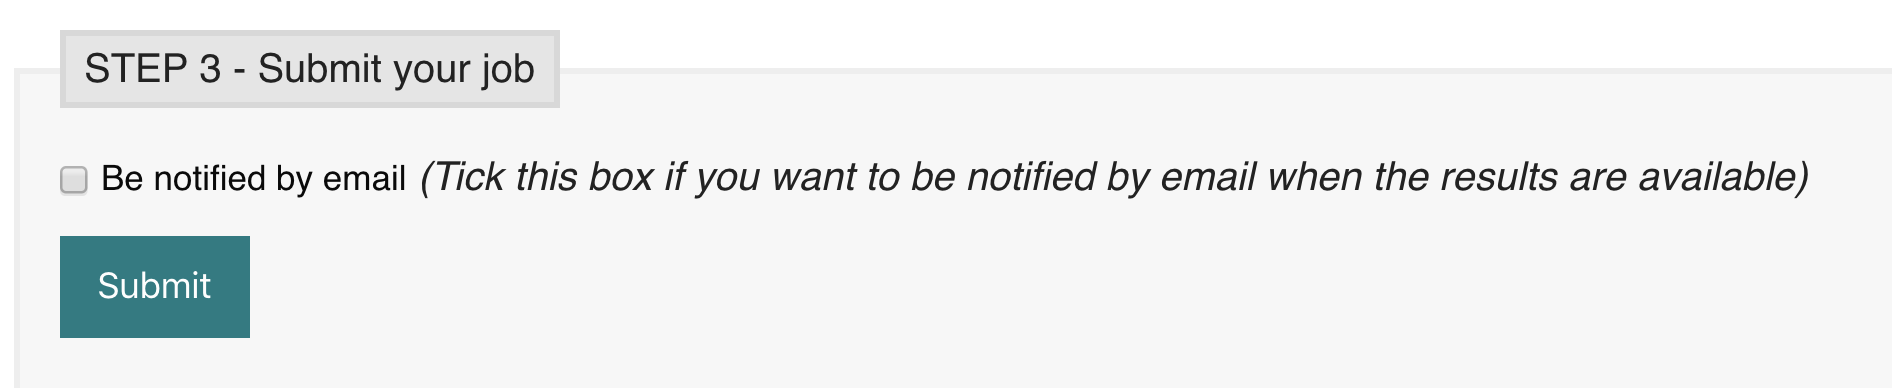 STEP 3 - Submit your job
Be notified by email (Tick this box if you want to be notified by email when the results are available)
Submit